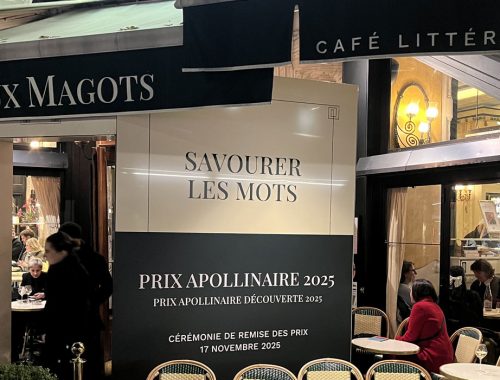 X MAGOTS
CAFÉ LITTÉR
SAVOURER
LES MOTS
PRIX APOLLINAIRE 2025
PRIX APOLLINAIRE DÉCOUVERTE 2025
CÉRÉMONIE DE REMISE DES PRIX
17 NOVEMBRE 2025